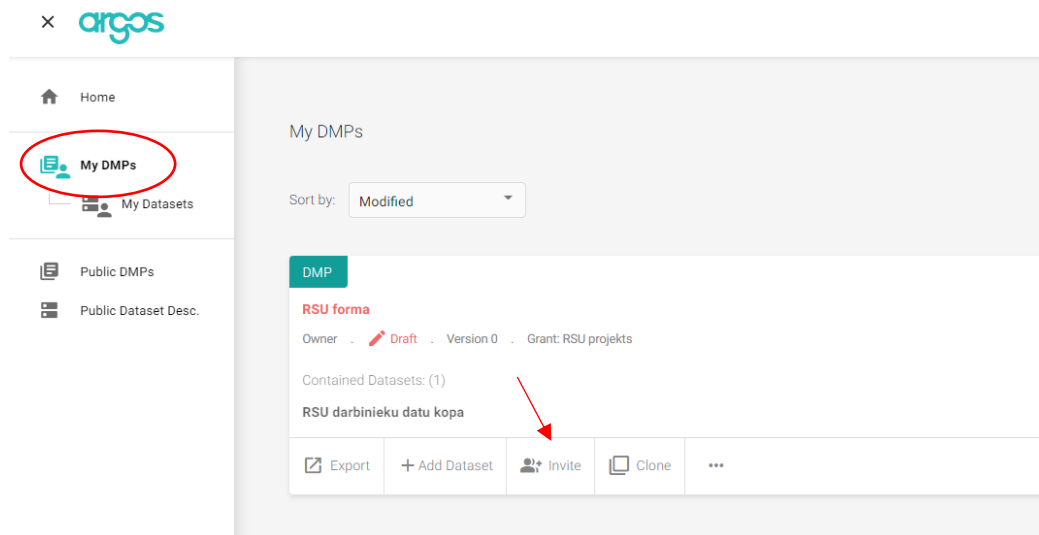 argos
Home
My DMPs
My Datasets
Public DMPs
Public Dataset Desc.
My DMPs
Sort by: Modified
DMP
RSU forma
Owner . Draft . Version 0 . Grant: RSU projekts
Contained Datasets: (1)
RSU darbinieku datu kopa
Export + Add Dataset Invite Clone •••